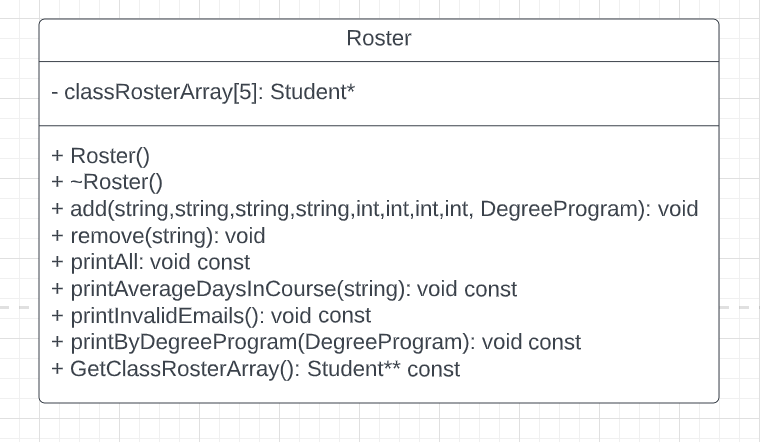 Roster
- classRosterArray[5]: Student*
+ Roster()
+ ~Roster()
+ add(string,string,string,string,int,int,int,int, DegreeProgram): void
+ remove(string): void
+ printAll: void const
+ printAverageDaysInCourse(string): void const
+ printInvalidEmails(): void const
+ printByDegreeProgram(DegreeProgram): void const
+ GetClassRosterArray(): Student** const